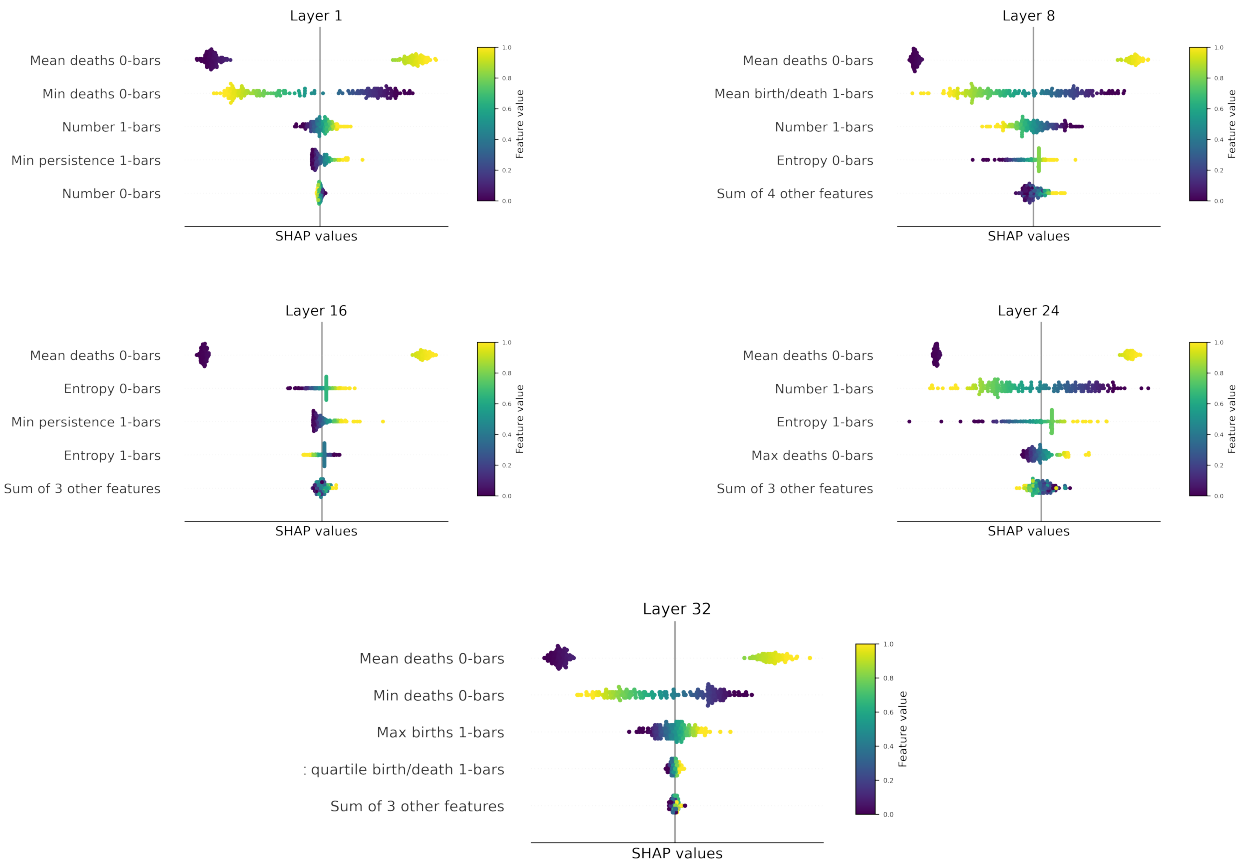 Layer 1
Mean deaths 0-bars
Min deaths 0-bars
Number 1-bars
Min persistence 1-bars
Number 0-bars
SHAP values
1.0
0.8
0.6
0.4
0.2
0.0
Feature value
Layer 8
Mean deaths 0-bars
Mean birth/death 1-bars
Number 1-bars
Entropy 0-bars
Sum of 4 other features
SHAP values
1.0
0.8
0.6
0.4
0.2
0.0
Feature value
Layer 16
Mean deaths 0-bars
Entropy 0-bars
Min persistence 1-bars
Entropy 1-bars
Sum of 3 other features
SHAP values
1.0
0.8
0.6
0.4
0.2
0.0
Feature value
Layer 24
Mean deaths 0-bars
Number 1-bars
Entropy 1-bars
Max deaths 0-bars
Sum of 3 other features
SHAP values
1.0
0.8
0.6
0.4
0.2
0.0
Feature value
Layer 32
Mean deaths 0-bars
Min deaths 0-bars
Max births 1-bars
quartile birth/death 1-bars
Sum of 3 other features
SHAP values
1.0
0.8
0.6
0.4
0.2
0.0
Feature value